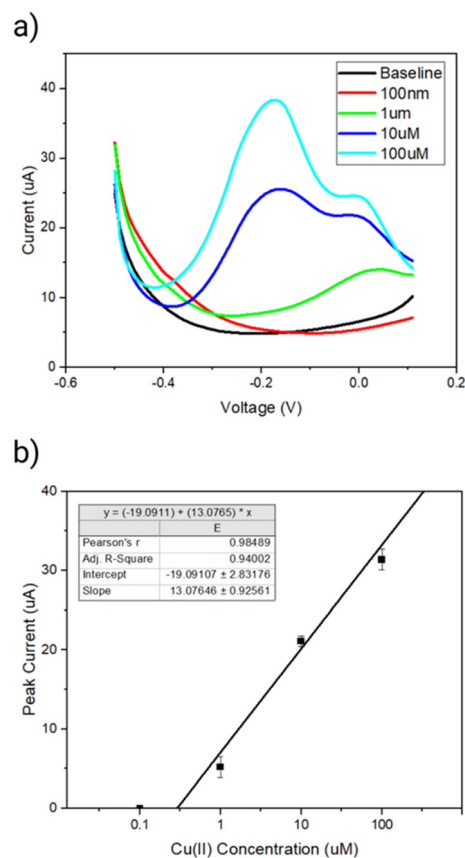 a)
Baseline
100nm
1um
10uM
100uM
40
30
20
10
0
Current (uA)
-0.6
-0.4
-0.2
0.0
0.2
Voltage (V)
b)
y = (-19.0911) + (13.0765) * x
E
Pearson's r 0.98489
Adj. R-Square 0.94002
Intercept -19.09107 ± 2.83176
Slope 13.07646 ± 0.92561
40
30
20
10
0
Peak Current (uA)
0.1
1
10
100
Cu(II) Concentration (uM)